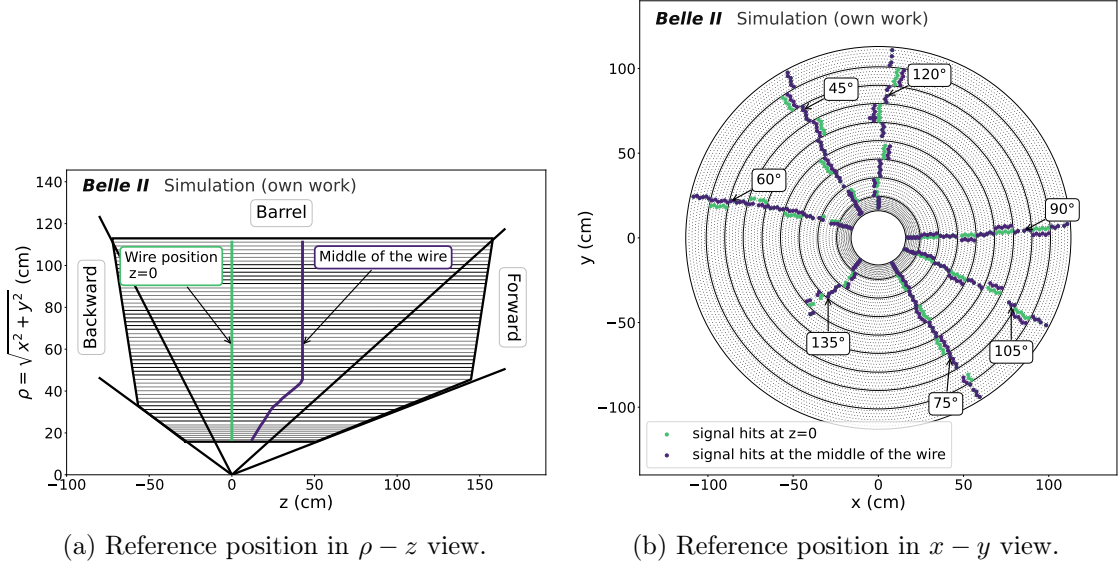 Belle II Simulation (own work)
140
120
100
80
60
40
20
0
ρ = √x² + y² (cm)
Barrel
Wire position
z=0
Middle of the wire
Backward
Forward
−100
−50
0
50
100
150
z (cm)
(a) Reference position in ρ − z view.
Belle II Simulation (own work)
100
50
0
−50
−100
y (cm)
45°
120°
60°
90°
135°
105°
75°
signal hits at z=0
signal hits at the middle of the wire
−100
−50
0
50
100
x (cm)
(b) Reference position in x − y view.